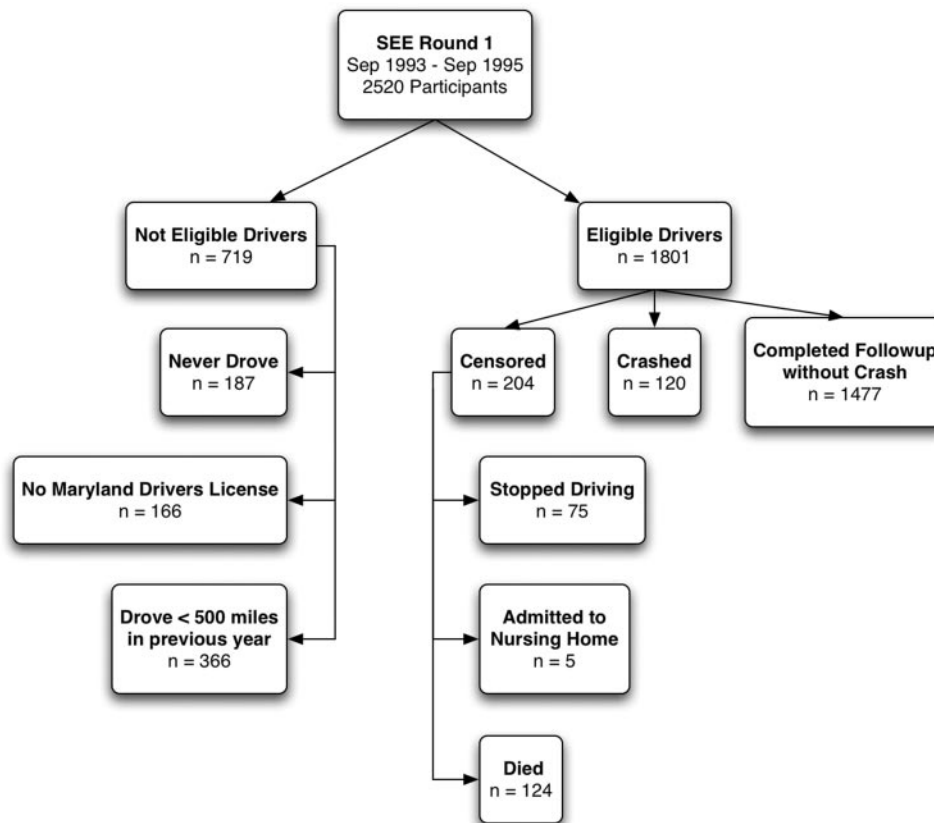 SEE Round 1
Sep 1993 - Sep 1995
2520 Participants
Not Eligible Drivers
n = 719
Eligible Drivers
n = 1801
Never Drove
n = 187
Censored
n = 204
Crashed
n = 120
Completed Followup
without Crash
n = 1477
No Maryland Drivers License
n = 166
Stopped Driving
n = 75
Drove < 500 miles
in previous year
n = 366
Admitted to
Nursing Home
n = 5
Died
n = 124